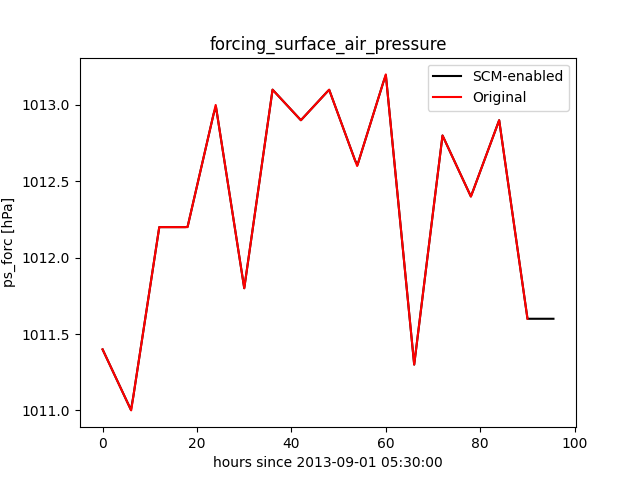 forcing_surface_air_pressure
SCM-enabled
Original
1013.0
1012.5
1012.0
1011.5
1011.0
ps_forc [hPa]
0 20 40 60 80 100
hours since 2013-09-01 05:30:00